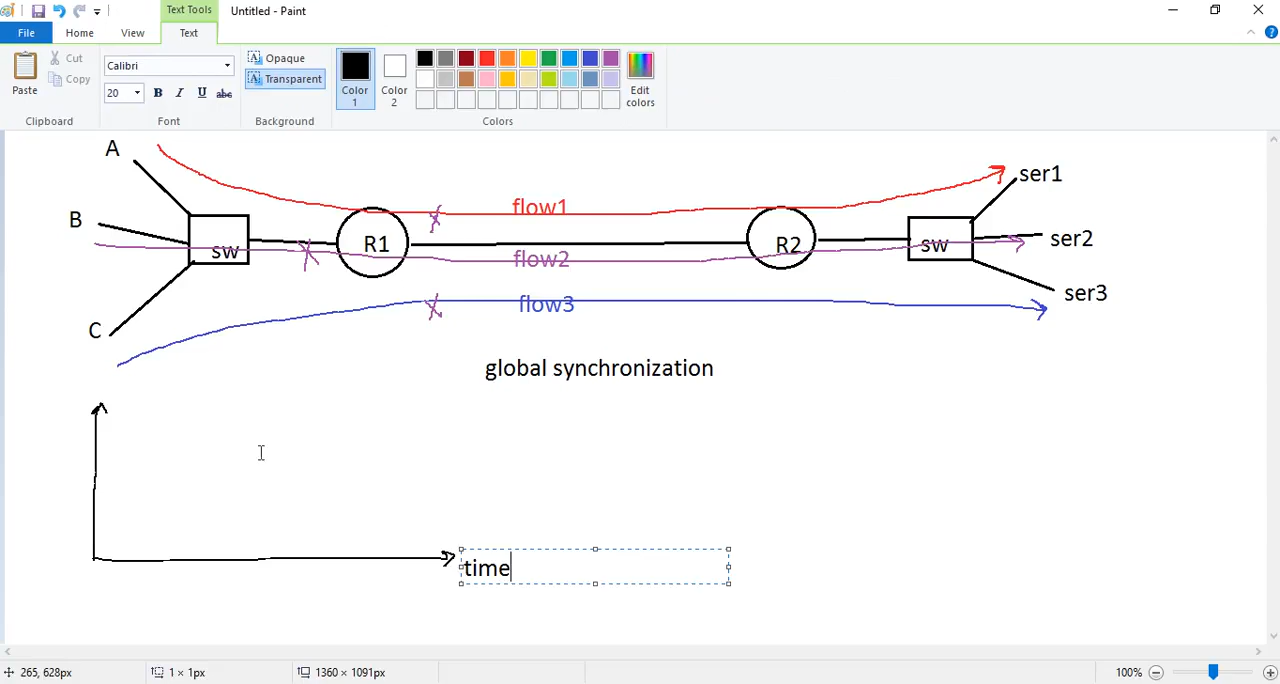 Text Tools
Untitled - Paint
File
Home
View
Text
Paste
Cut
Copy
Clipboard
Calibri
20
B I U abc
Font
Opaque
Transparent
Background
Color 1
Color 2
Edit colors
Colors
A
B
C
sw
R1
flow1
flow2
flow3
R2
sw
ser1
ser2
ser3
global synchronization
time
265, 628px
1 × 1px
1360 × 1091px
100%